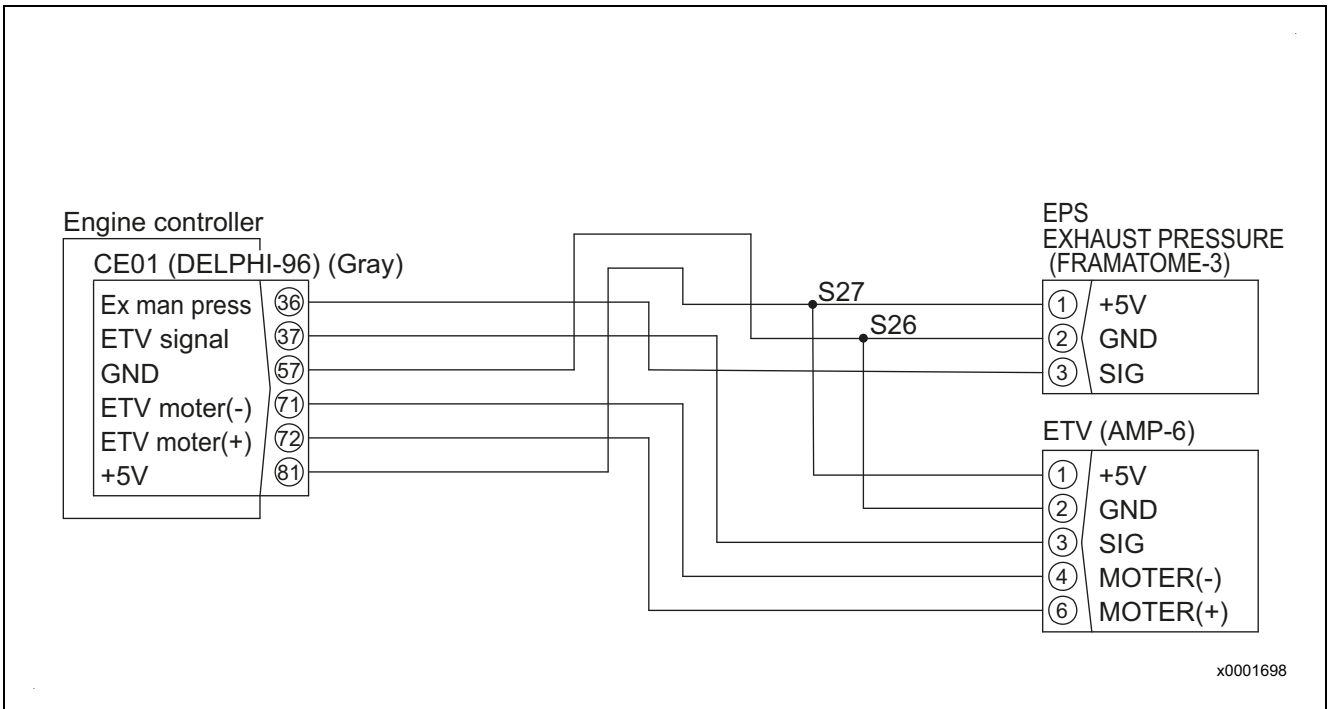 Engine controller
CE01 (DELPHI-96) (Gray)
Ex man press 36
ETV signal 37
GND 57
ETV moter(-) 71
ETV moter(+) 72
+5V 81
S27
S26
EPS
EXHAUST PRESSURE
(FRAMATOME-3)
1 +5V
2 GND
3 SIG
ETV (AMP-6)
1 +5V
2 GND
3 SIG
4 MOTER(-)
6 MOTER(+)
x0001698